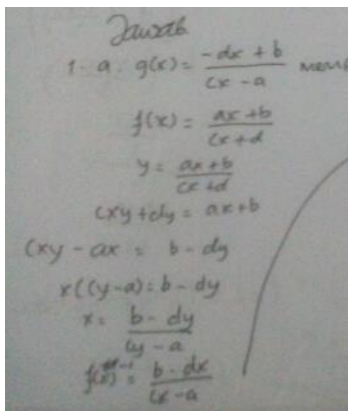 Jawab
1. a. g(x) = (-dx + b)/(cx - a)
f(x) = (ax + b)/(cx + d)
y = (ax + b)/(cx + d)
cxy + dy = ax + b
cxy - ax = b - dy
x(cy - a) = b - dy
x = (b - dy)/(cy - a)
f(x)⁻¹ = (b - dx)/(cx - a)